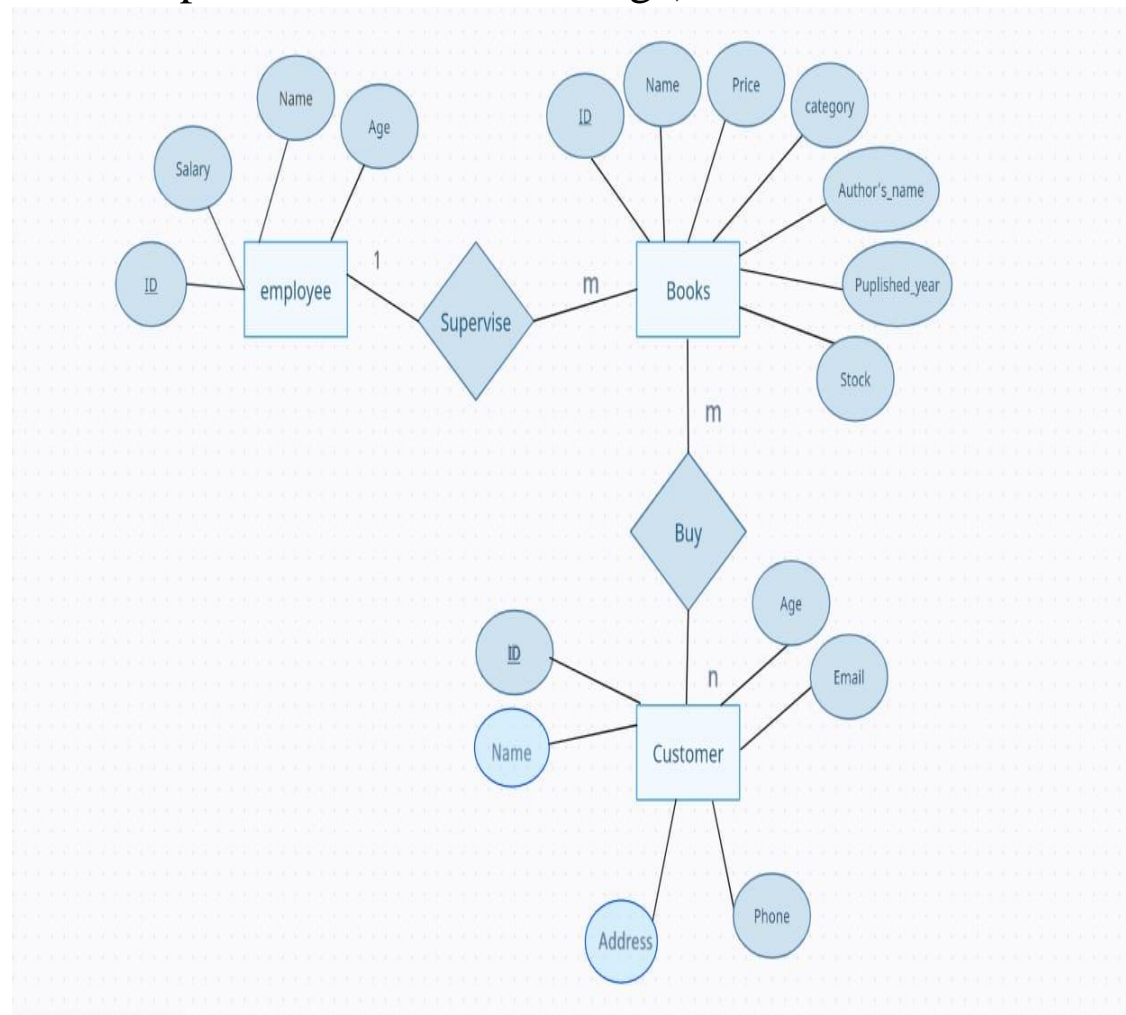 Name
Age
Salary
ID
employee
1
Supervise
m
ID
Name
Price
category
Author's_name
Puplished_year
Stock
Books
m
Buy
n
ID
Name
Customer
Age
Email
Address
Phone